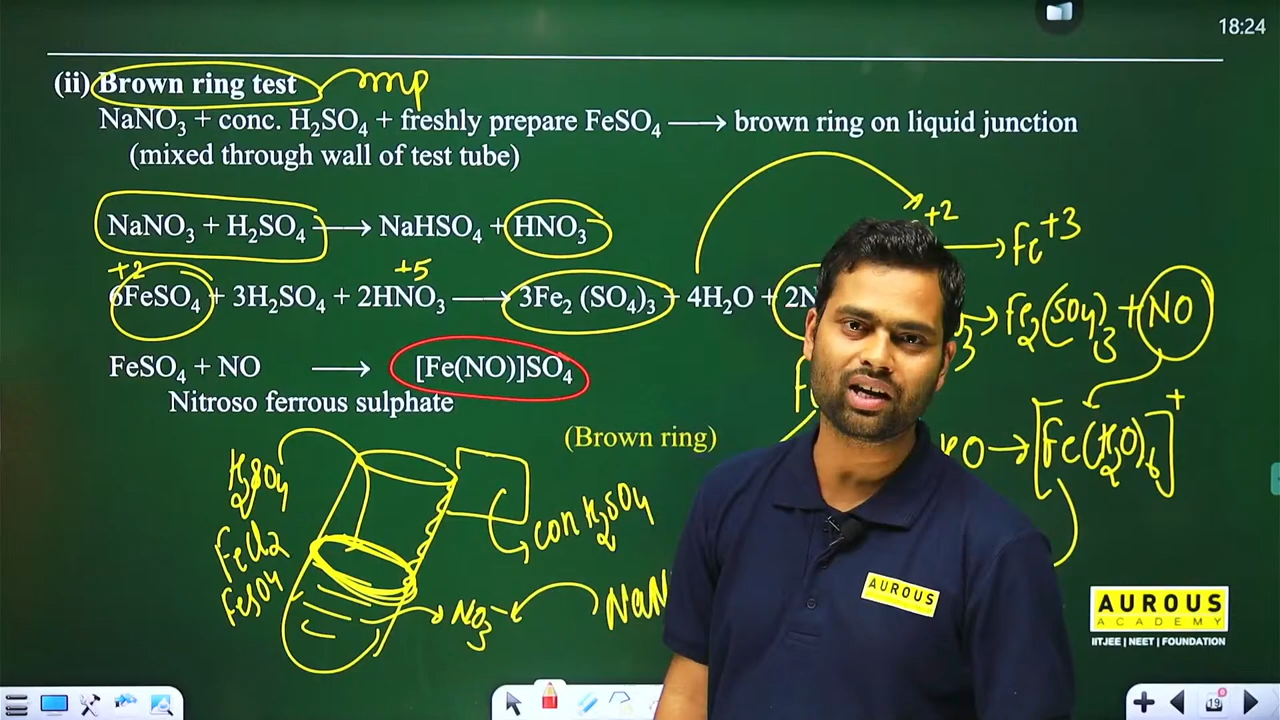 18:24
(ii) Brown ring test imp
NaNO₃ + conc. H₂SO₄ + freshly prepare FeSO₄ ⟶ brown ring on liquid junction
(mixed through wall of test tube)
+2 ⟶ Fe⁺³
NaNO₃ + H₂SO₄ ⟶ NaHSO₄ + HNO₃
+2 +5
6FeSO₄ + 3H₂SO₄ + 2HNO₃ ⟶ 3Fe₂ (SO₄)₃ + 4H₂O + 2N
⟶ Fe₂(SO₄)₃ + NO
FeSO₄ + NO ⟶ [Fe(NO)]SO₄
Nitroso ferrous sulphate
(Brown ring)
⟶ [Fe(H₂O)₆]⁺
H₂SO₄
con H₂SO₄
FeCl₂
FeSO₄
NO₃⁻
NaN
AUROUS
AUROUS
ACADEMY
IITJEE | NEET | FOUNDATION
19